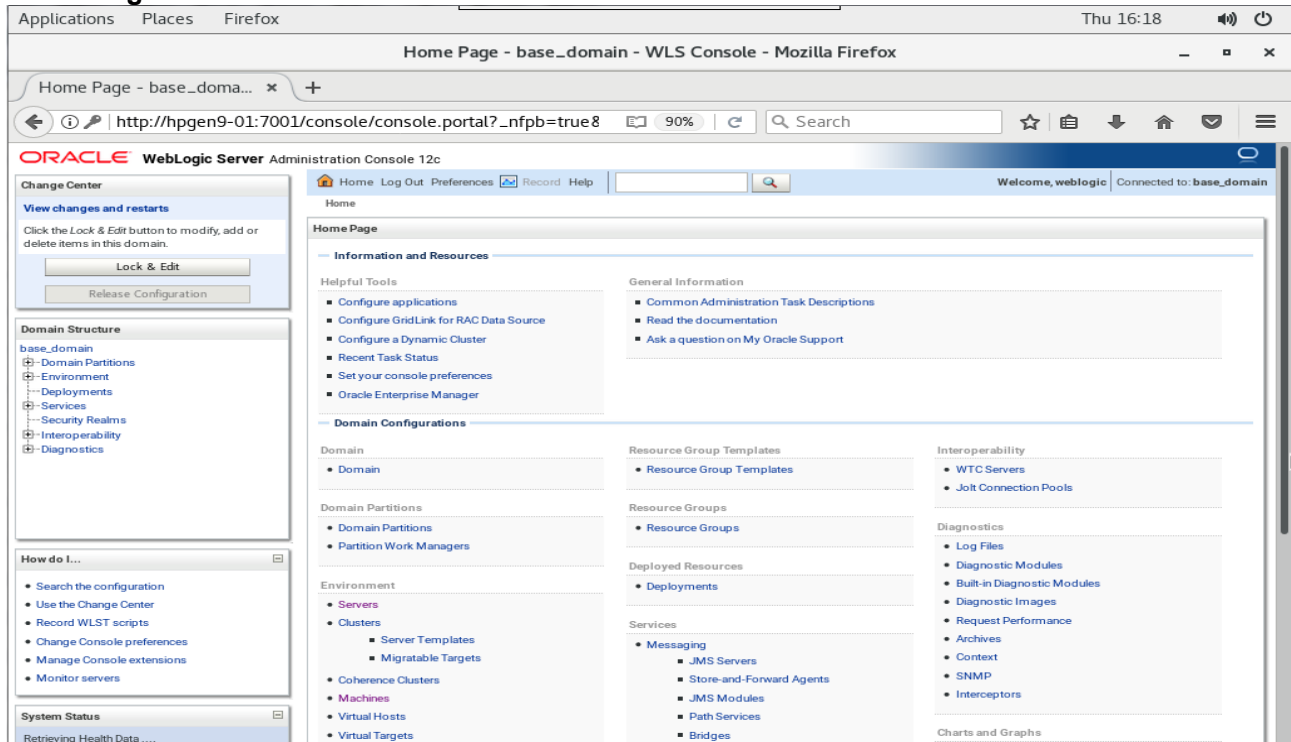 Applications Places Firefox Thu 16:18
Home Page - base_domain - WLS Console - Mozilla Firefox
Home Page - base_doma...
http://hpgen9-01:7001/console/console.portal?_nfpb=true& 90% Search
ORACLE WebLogic Server Administration Console 12c
Change Center
View changes and restarts
Click the Lock & Edit button to modify, add or
delete items in this domain.
Lock & Edit
Release Configuration
Domain Structure
base_domain
Domain Partitions
Environment
Deployments
Services
Security Realms
Interoperability
Diagnostics
How do I...
Search the configuration
Use the Change Center
Record WLST scripts
Change Console preferences
Manage Console extensions
Monitor servers
System Status
Retrieving Health Data ....
Home Log Out Preferences Record Help
Welcome, weblogic Connected to: base_domain
Home
Home Page
Information and Resources
Helpful Tools
Configure applications
Configure GridLink for RAC Data Source
Configure a Dynamic Cluster
Recent Task Status
Set your console preferences
Oracle Enterprise Manager
General Information
Common Administration Task Descriptions
Read the documentation
Ask a question on My Oracle Support
Domain Configurations
Domain
Domain
Domain Partitions
Domain Partitions
Partition Work Managers
Environment
Servers
Clusters
Server Templates
Migratable Targets
Coherence Clusters
Machines
Virtual Hosts
Virtual Targets
Resource Group Templates
Resource Group Templates
Resource Groups
Resource Groups
Deployed Resources
Deployments
Services
Messaging
JMS Servers
Store-and-Forward Agents
JMS Modules
Path Services
Bridges
Interoperability
WTC Servers
Jolt Connection Pools
Diagnostics
Log Files
Diagnostic Modules
Built-in Diagnostic Modules
Diagnostic Images
Request Performance
Archives
Context
SNMP
Interceptors
Charts and Graphs